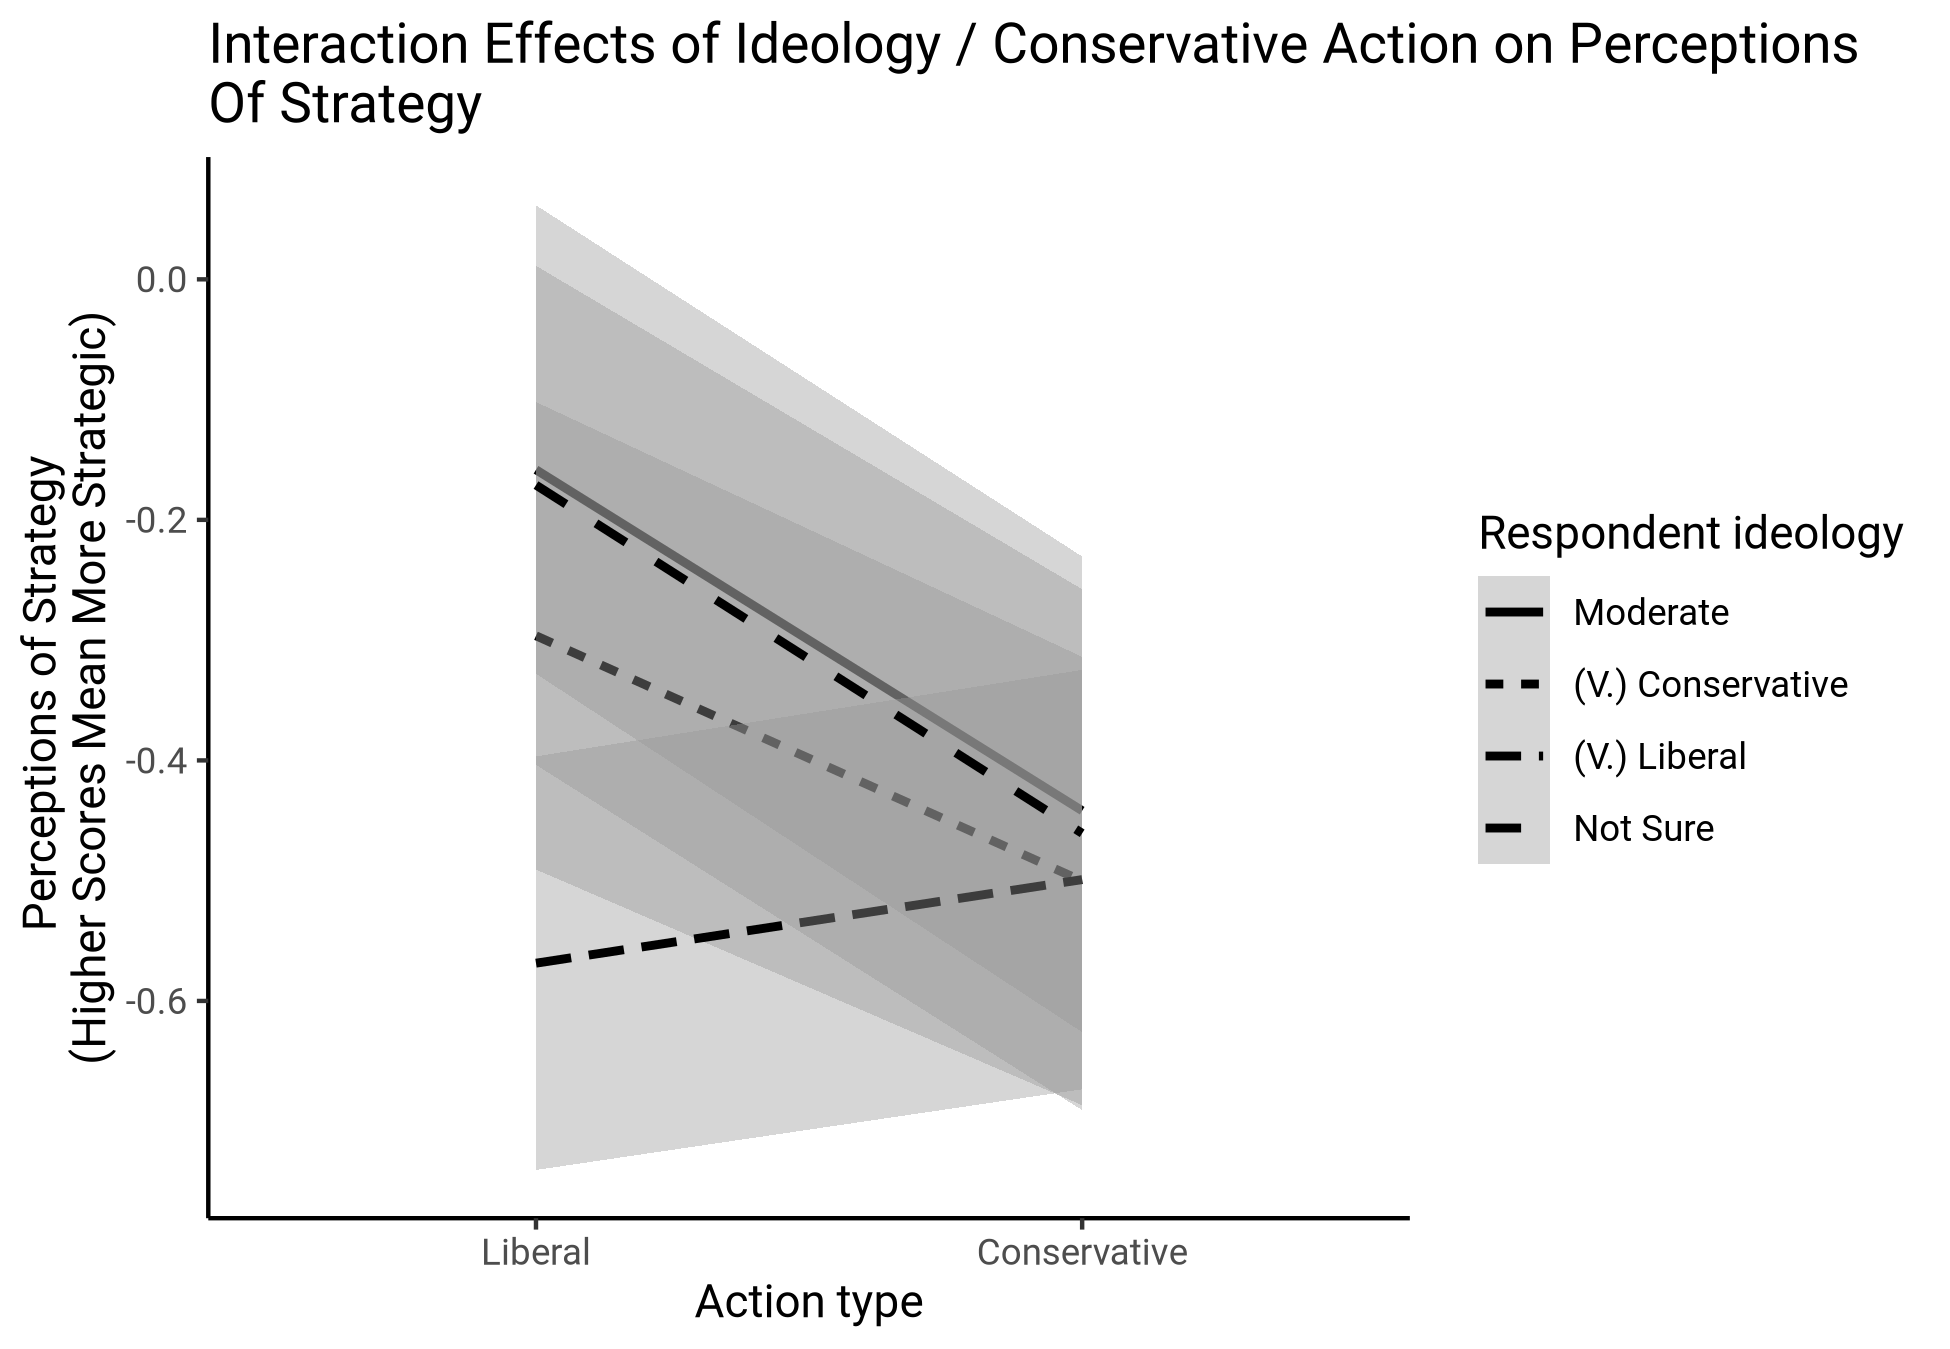 Interaction Effects of Ideology / Conservative Action on Perceptions
Of Strategy
Perceptions of Strategy
(Higher Scores Mean More Strategic)
0.0
-0.2
-0.4
-0.6
Liberal
Conservative
Action type
Respondent ideology
Moderate
(V.) Conservative
(V.) Liberal
Not Sure